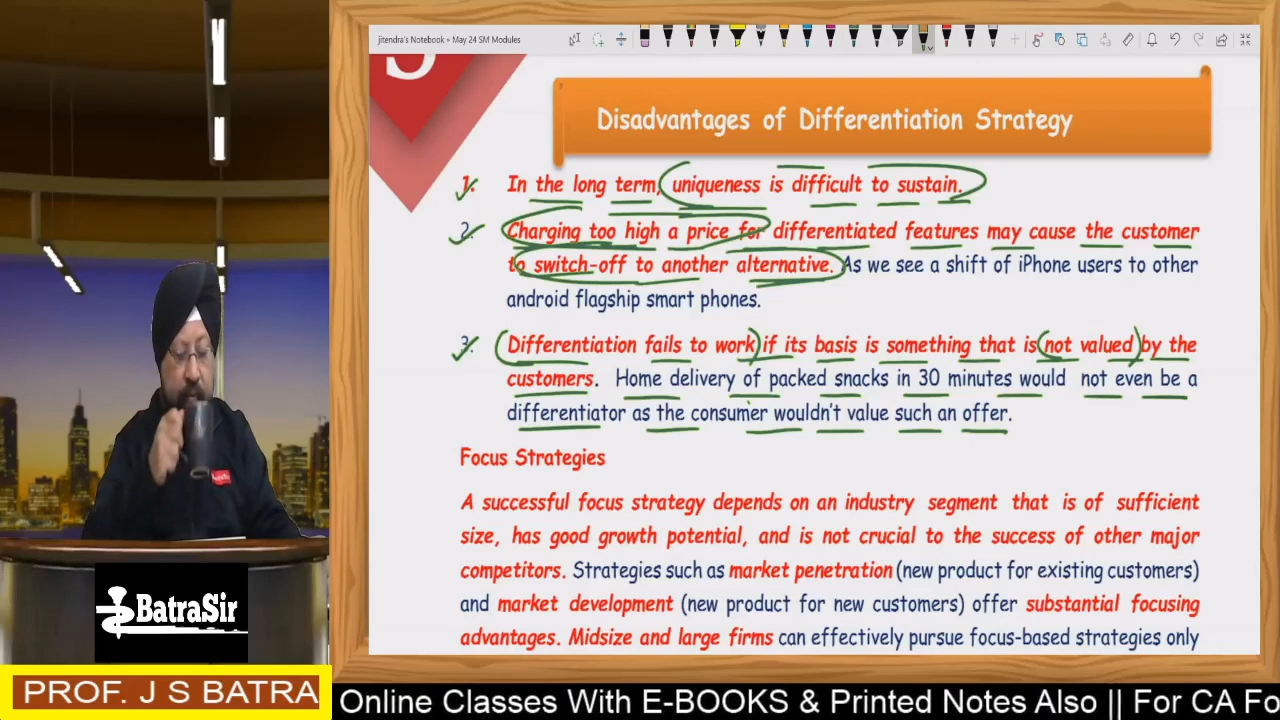 jitendra's Notebook » May 24 SM Modules
Disadvantages of Differentiation Strategy
1. In the long term, uniqueness is difficult to sustain.
2. Charging too high a price for differentiated features may cause the customer
to switch-off to another alternative. As we see a shift of iPhone users to other
android flagship smart phones.
3. Differentiation fails to work if its basis is something that is not valued by the
customers. Home delivery of packed snacks in 30 minutes would not even be a
differentiator as the consumer wouldn't value such an offer.
Focus Strategies
A successful focus strategy depends on an industry segment that is of sufficient
size, has good growth potential, and is not crucial to the success of other major
competitors. Strategies such as market penetration (new product for existing customers)
and market development (new product for new customers) offer substantial focusing
advantages. Midsize and large firms can effectively pursue focus-based strategies only
BatraSir
PROF. J S BATRA
Online Classes With E-BOOKS & Printed Notes Also || For CA Fo